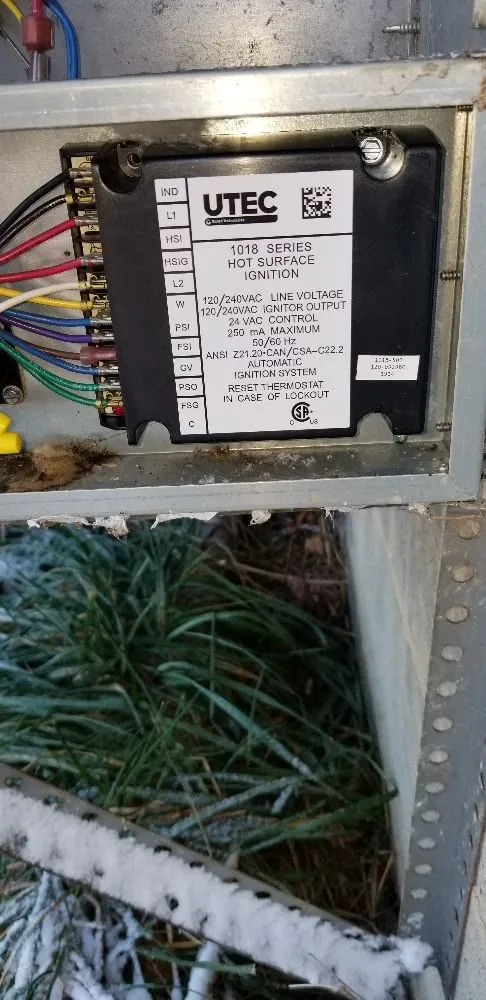 IND
L1
HSI
HSIG
L2
W
PSI
FSI
GV
PSO
FSG
C
UTEC
1018 SERIES
HOT SURFACE
IGNITION
120/240VAC LINE VOLTAGE
120/240VAC IGNITOR OUTPUT
24 VAC CONTROL
250 mA MAXIMUM
50/60 Hz
ANSI Z21.20•CAN/CSA–C22.2
AUTOMATIC
IGNITION SYSTEM
RESET THERMOSTAT
IN CASE OF LOCKOUT
C US
1934